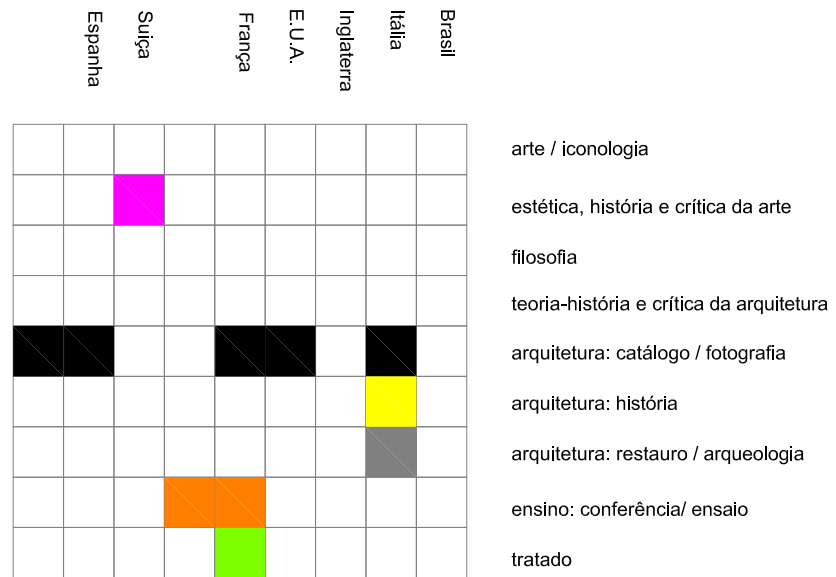 Espanha
Suiça
França
E.U.A.
Inglaterra
Itália
Brasil
arte / iconologia
estética, história e crítica da arte
filosofia
teoria-história e crítica da arquitetura
arquitetura: catálogo / fotografia
arquitetura: história
arquitetura: restauro / arqueologia
ensino: conferência/ ensaio
tratado